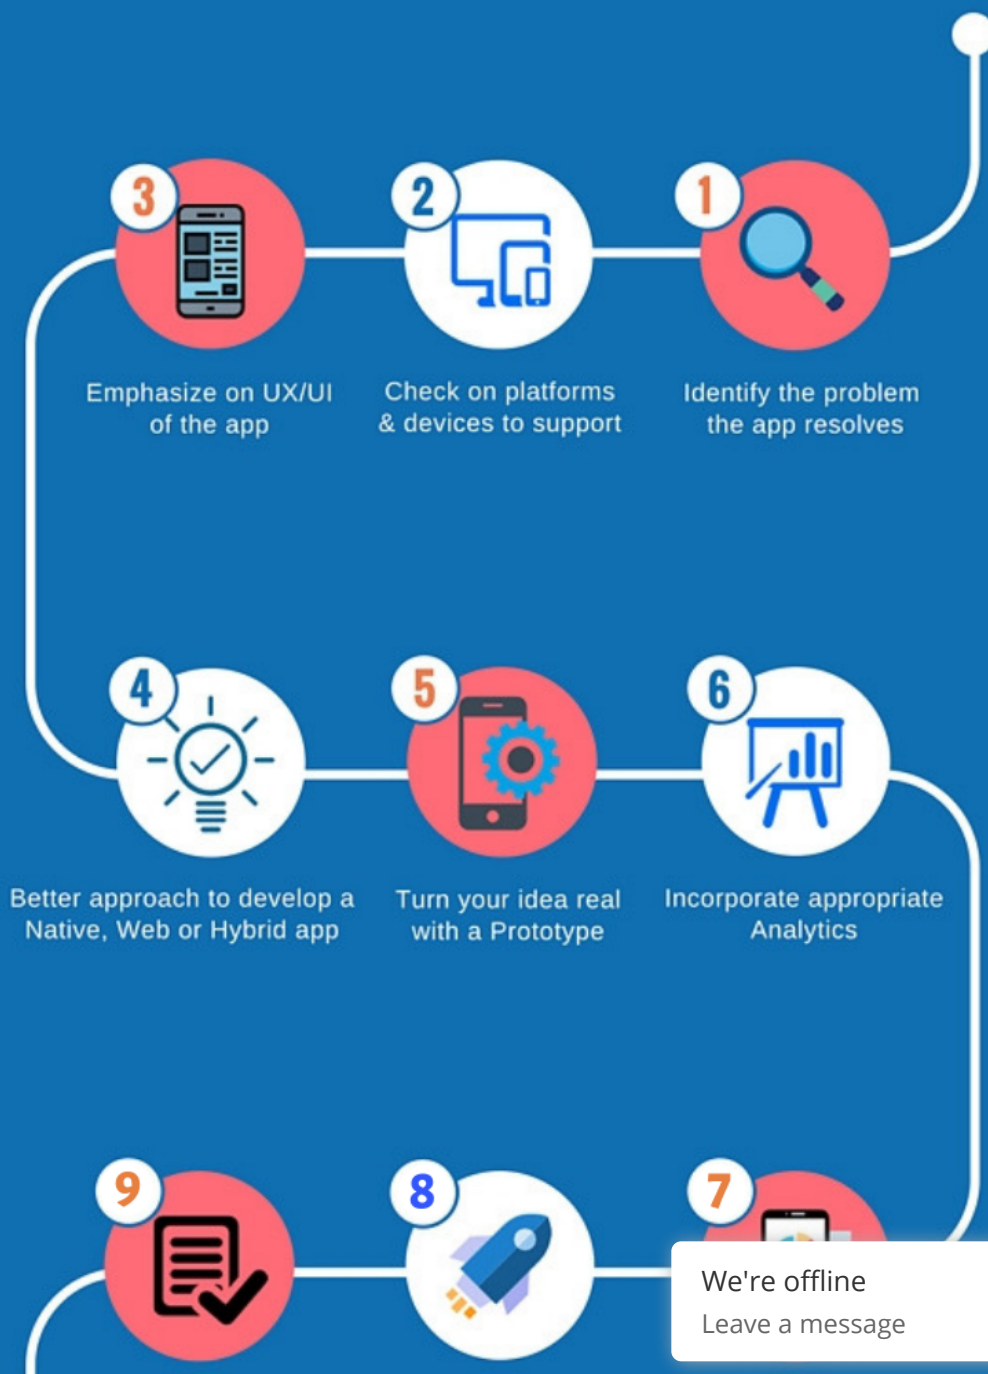 3
2
1
Emphasize on UX/UI
of the app
Check on platforms
& devices to support
Identify the problem
the app resolves
4
5
6
Better approach to develop a
Native, Web or Hybrid app
Turn your idea real
with a Prototype
Incorporate appropriate
Analytics
9
8
7
We're offline
Leave a message